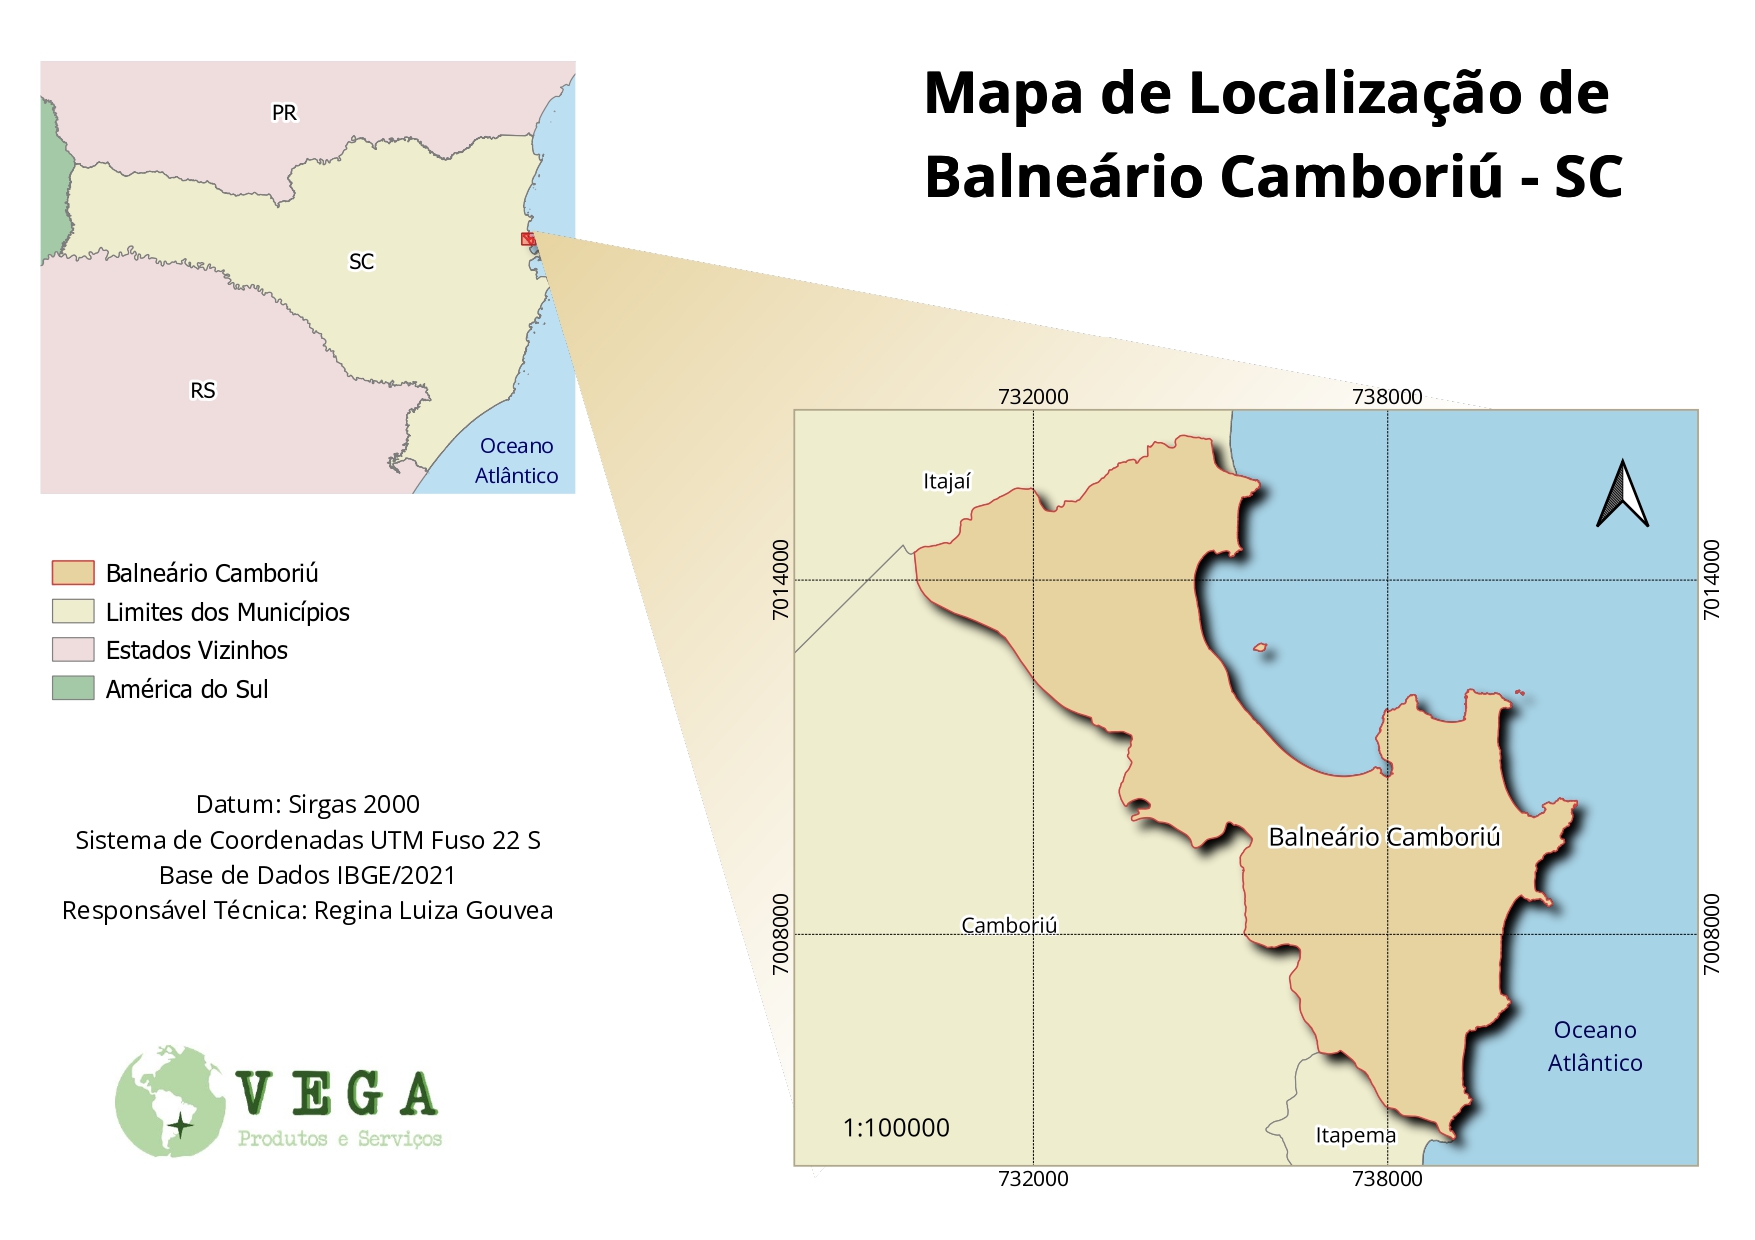 Mapa de Localização de
Balneário Camboriú - SC
PR
SC
RS
Oceano
Atlântico
Balneário Camboriú
Limites dos Municípios
Estados Vizinhos
América do Sul
Datum: Sirgas 2000
Sistema de Coordenadas UTM Fuso 22 S
Base de Dados IBGE/2021
Responsável Técnica: Regina Luiza Gouvea
VEGA
Produtos e Serviços
732000
738000
Itajaí
7014000
7014000
Balneário Camboriú
Camboriú
7008000
7008000
Oceano
Atlântico
1:100000
Itapema
732000
738000